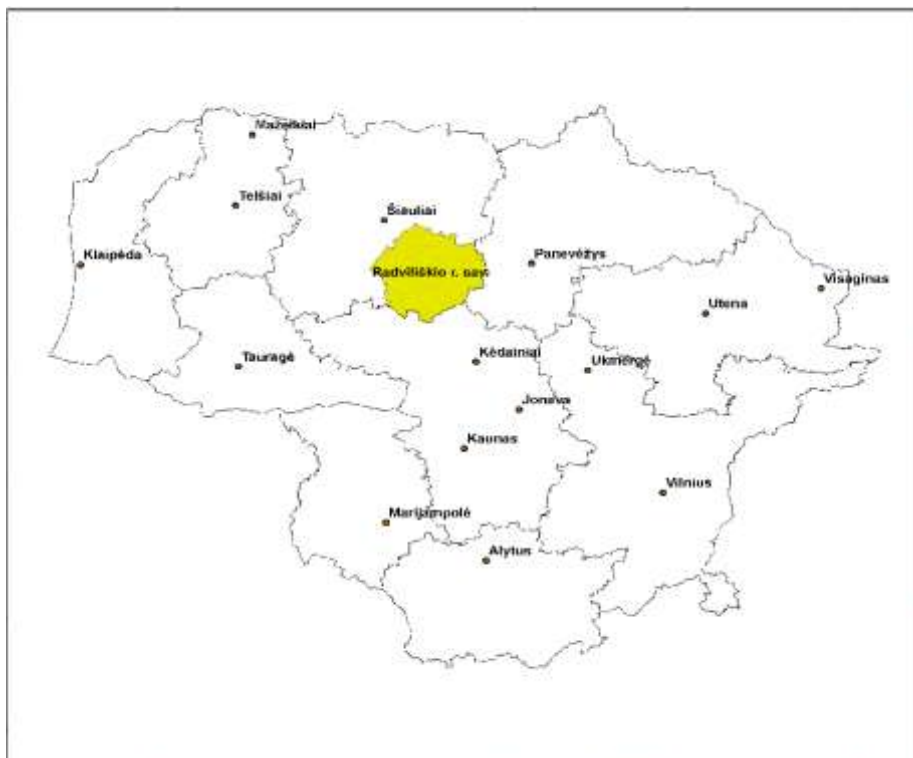 Mažeikiai
Telšiai
Šiauliai
Klaipėda
Radviliškio r. sav.
Panevėžys
Visaginas
Utena
Tauragė
Kėdainiai
Ukmergė
Jonava
Kaunas
Vilnius
Marijampolė
Alytus